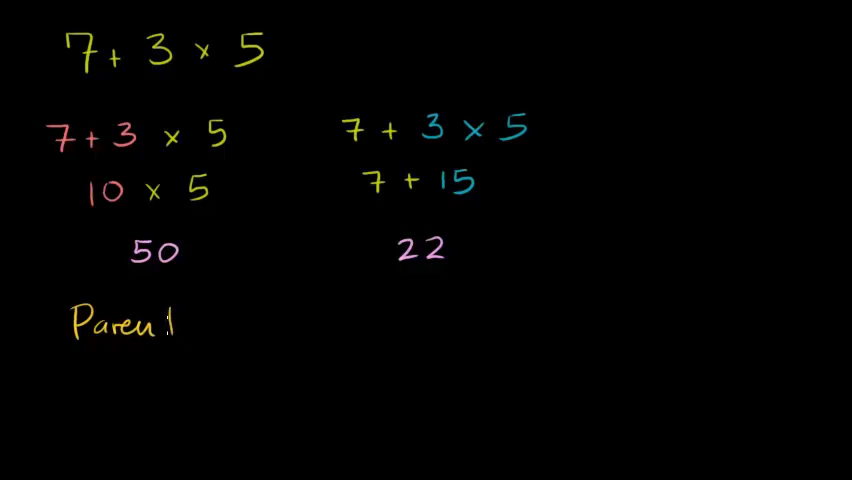 7 + 3 × 5
7 + 3 × 5
10 × 5
50
7 + 3 × 5
7 + 15
22
Paren